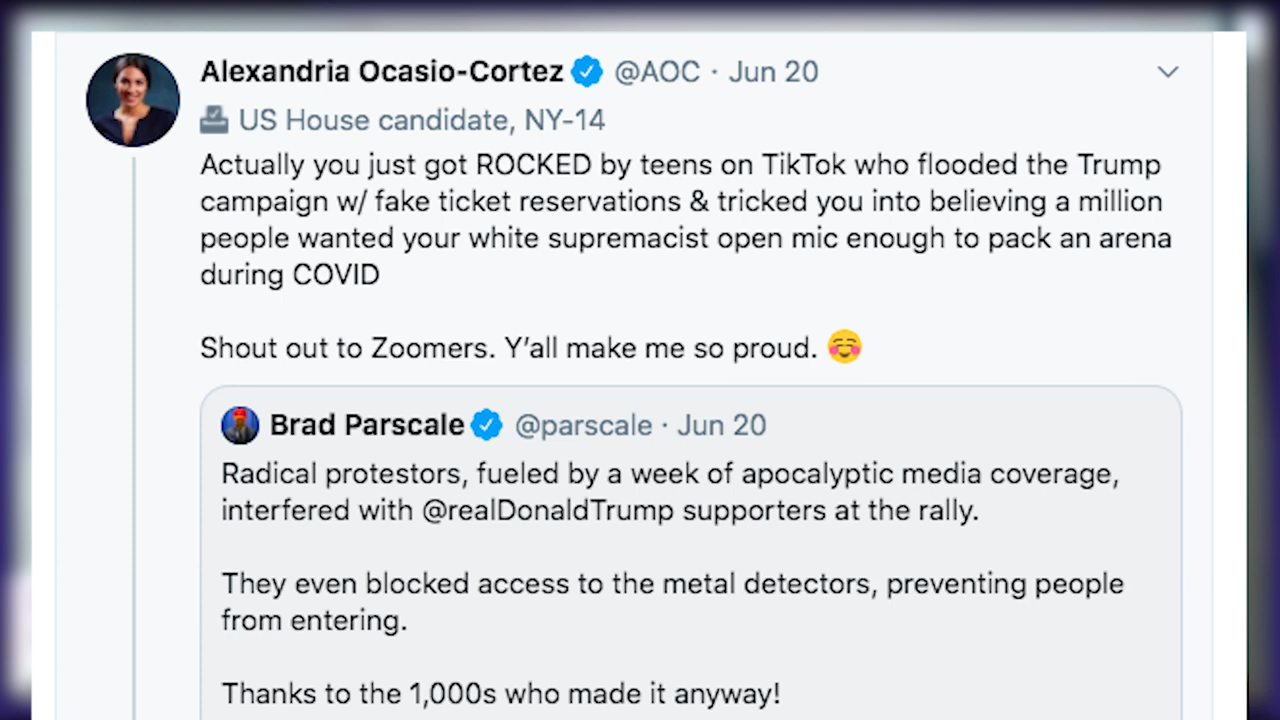 Alexandria Ocasio-Cortez @AOC · Jun 20
US House candidate, NY-14
Actually you just got ROCKED by teens on TikTok who flooded the Trump
campaign w/ fake ticket reservations & tricked you into believing a million
people wanted your white supremacist open mic enough to pack an arena
during COVID
Shout out to Zoomers. Y’all make me so proud. ☺️
Brad Parscale @parscale · Jun 20
Radical protestors, fueled by a week of apocalyptic media coverage,
interfered with @realDonaldTrump supporters at the rally.
They even blocked access to the metal detectors, preventing people
from entering.
Thanks to the 1,000s who made it anyway!